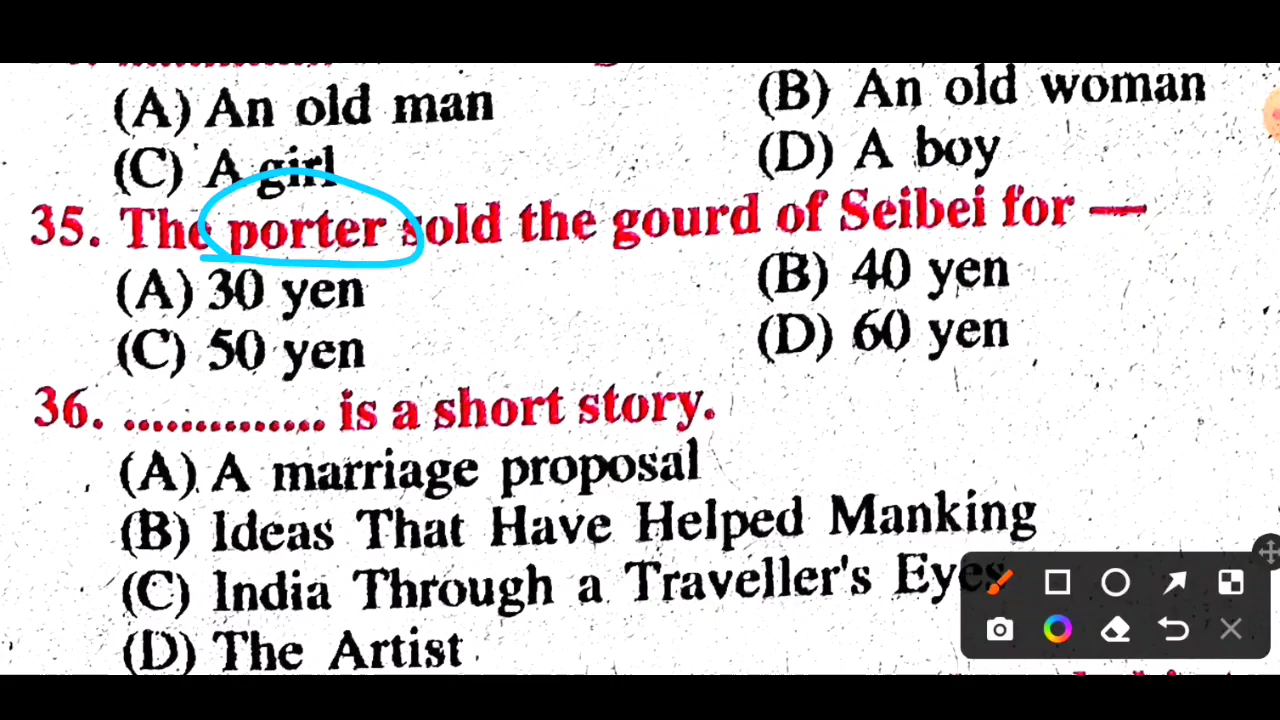 (A) An old man (B) An old woman
(C) A girl (D) A boy
35. The porter sold the gourd of Seibei for —
(A) 30 yen (B) 40 yen
(C) 50 yen (D) 60 yen
36. .............. is a short story.
(A) A marriage proposal
(B) Ideas That Have Helped Manking
(C) India Through a Traveller's Eyes
(D) The Artist